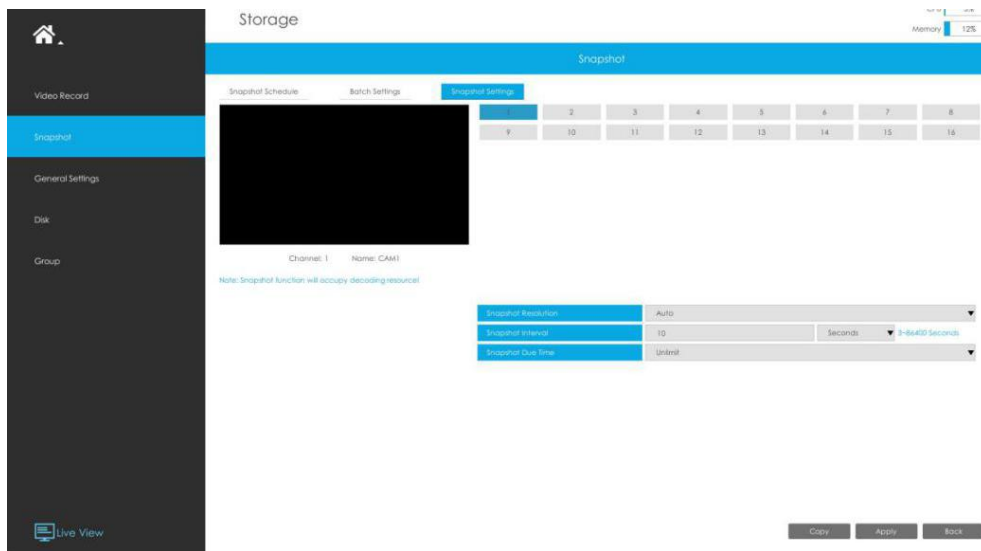 Storage
Memory 12%
Snapshot
Video Record
Snapshot
General Settings
Disk
Group
Live View
Snapshot Schedule Batch Settings Snapshot Settings
1 2 3 4 5 6 7 8
9 10 11 12 13 14 15 16
Channel: 1 Name: CAM1
Note: Snapshot function will occupy decoding resource!
Snapshot Resolution Auto
Snapshot Interval 10 Seconds 3~86400 Seconds
Snapshot Due Time Unlimit
Copy Apply Back